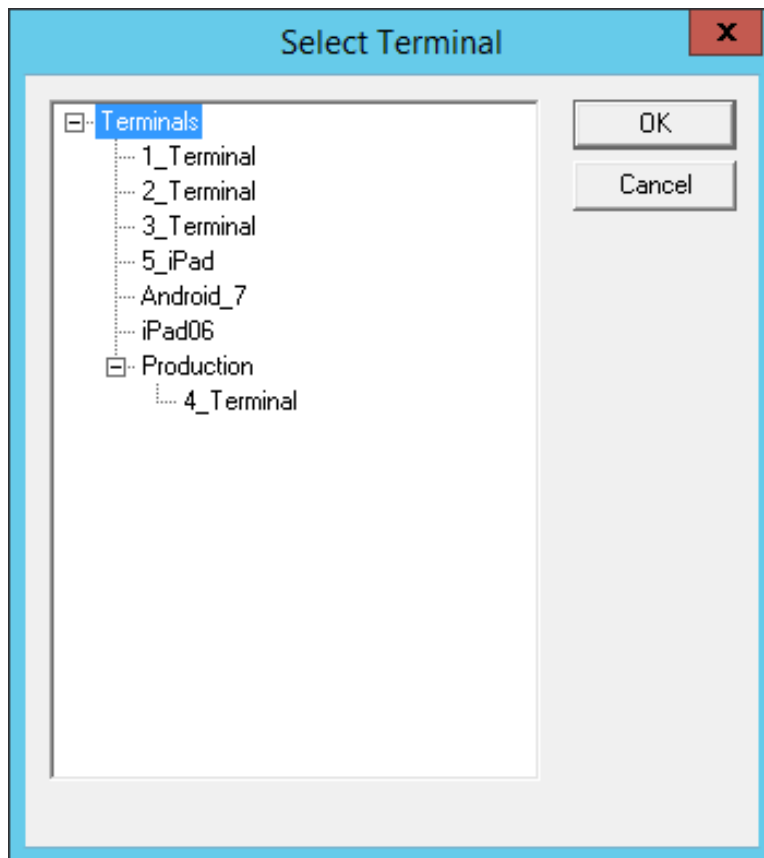 Select Terminal
x
Terminals
1_Terminal
2_Terminal
3_Terminal
5_iPad
Android_7
iPad06
Production
4_Terminal
OK
Cancel